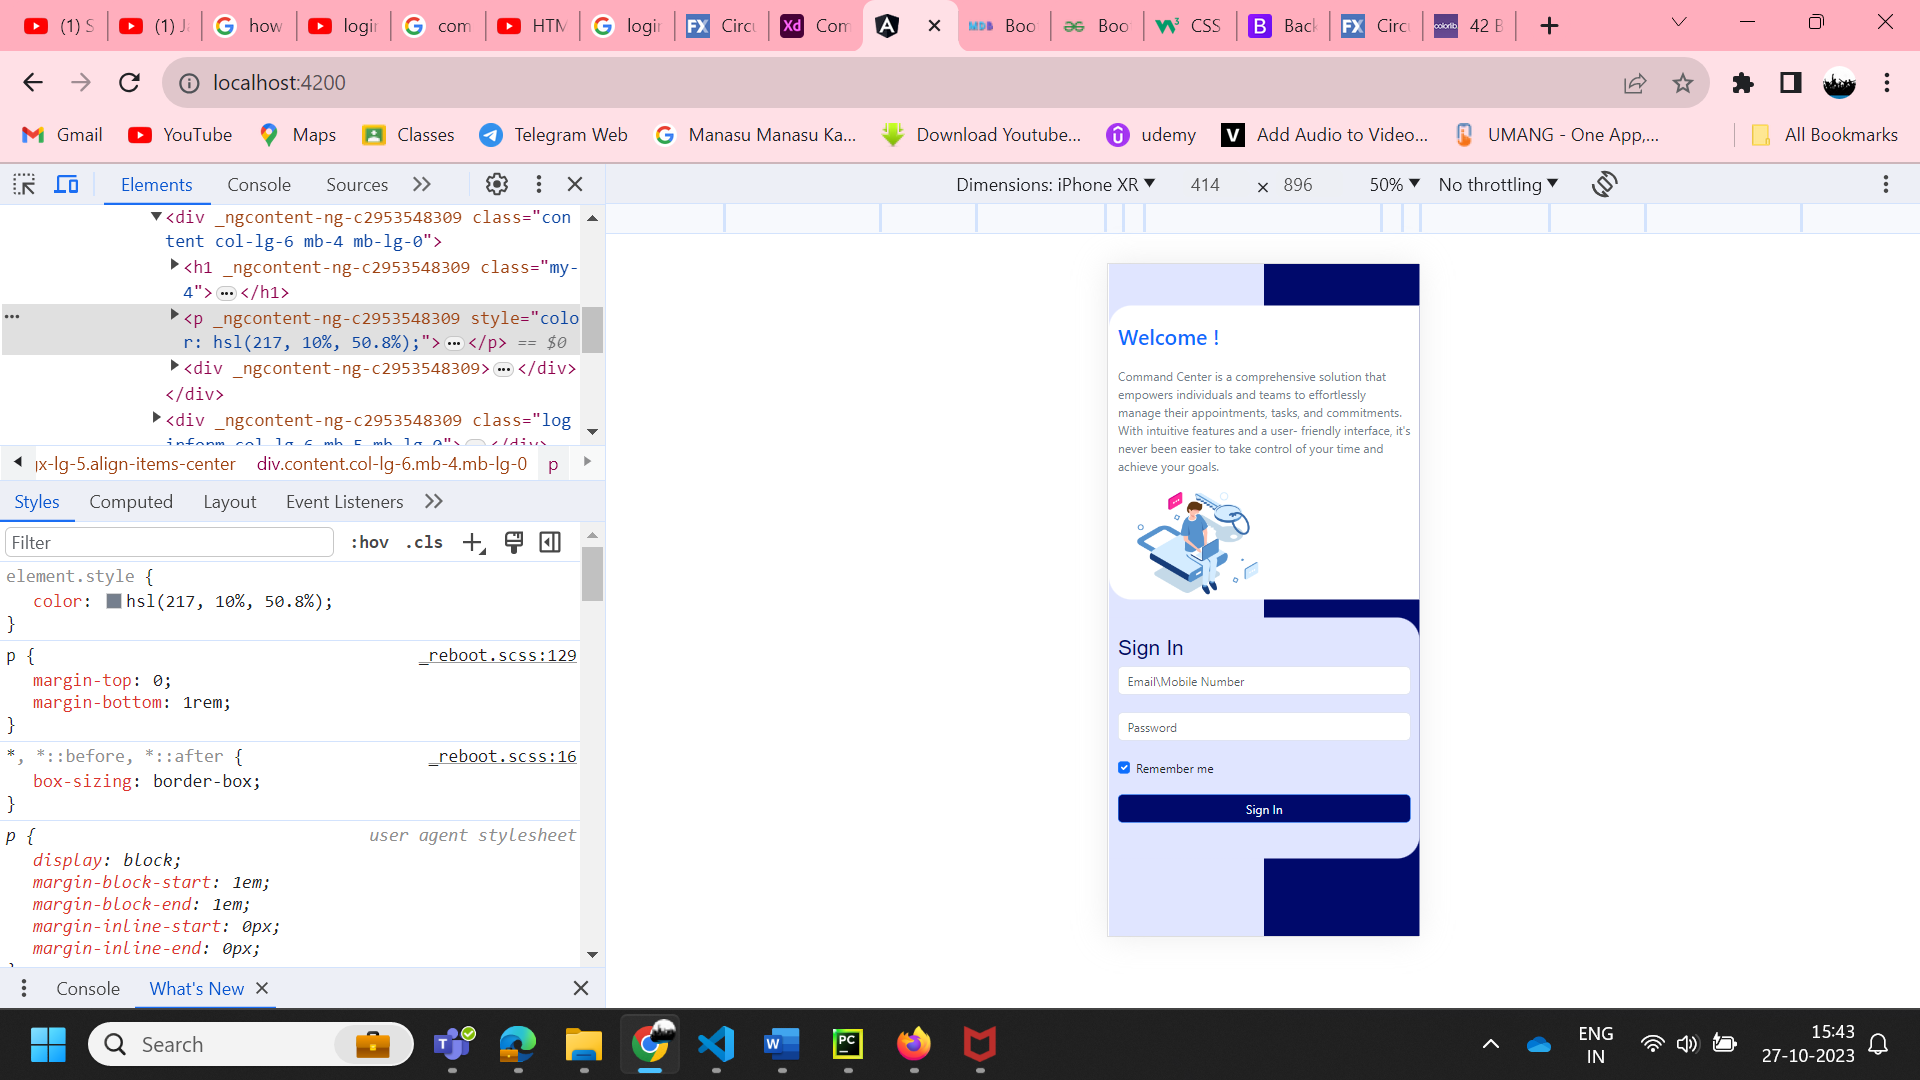 (1) S
(1) Ja
how
login
com
HTM
login
Circu
Com
Boo
Boo
CSS
Back
Circ
42 B
localhost:4200
Gmail
YouTube
Maps
Classes
Telegram Web
Manasu Manasu Ka...
Download Youtube...
udemy
Add Audio to Video...
UMANG - One App,...
All Bookmarks
Elements
Console
Sources
Dimensions: iPhone XR
414
×
896
50%
No throttling
<div _ngcontent-ng-c2953548309 class="con
tent col-lg-6 mb-4 mb-lg-0">
<h1 _ngcontent-ng-c2953548309 class="my-
4">…</h1>
<p _ngcontent-ng-c2953548309 style="colo
r: hsl(217, 10%, 50.8%);">…</p> == $0
<div _ngcontent-ng-c2953548309>…</div>
</div>
<div _ngcontent-ng-c2953548309 class="log
inform col-lg-6 mb-5 mb-lg-0">…</div>
gx-lg-5.align-items-center
div.content.col-lg-6.mb-4.mb-lg-0
p
Styles
Computed
Layout
Event Listeners
Filter
:hov
.cls
element.style {
color: hsl(217, 10%, 50.8%);
}
p {
_reboot.scss:129
margin-top: 0;
margin-bottom: 1rem;
}
*, *::before, *::after {
_reboot.scss:16
box-sizing: border-box;
}
p {
user agent stylesheet
display: block;
margin-block-start: 1em;
margin-block-end: 1em;
margin-inline-start: 0px;
margin-inline-end: 0px;
}
Console
What's New
Welcome !
Command Center is a comprehensive solution that
empowers individuals and teams to effortlessly
manage their appointments, tasks, and commitments.
With intuitive features and a user- friendly interface, it's
never been easier to take control of your time and
achieve your goals.
Sign In
Email\Mobile Number
Password
Remember me
Sign In
Search
ENG
IN
15:43
27-10-2023